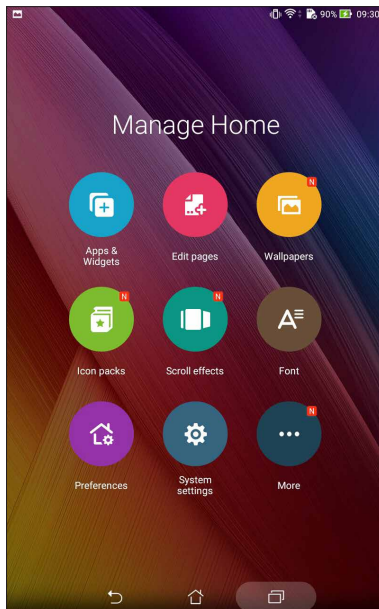 90% 09:30
Manage Home
N
Apps &
Widgets
Edit pages
Wallpapers
N
N
Icon packs
Scroll effects
Font
N
Preferences
System
settings
More